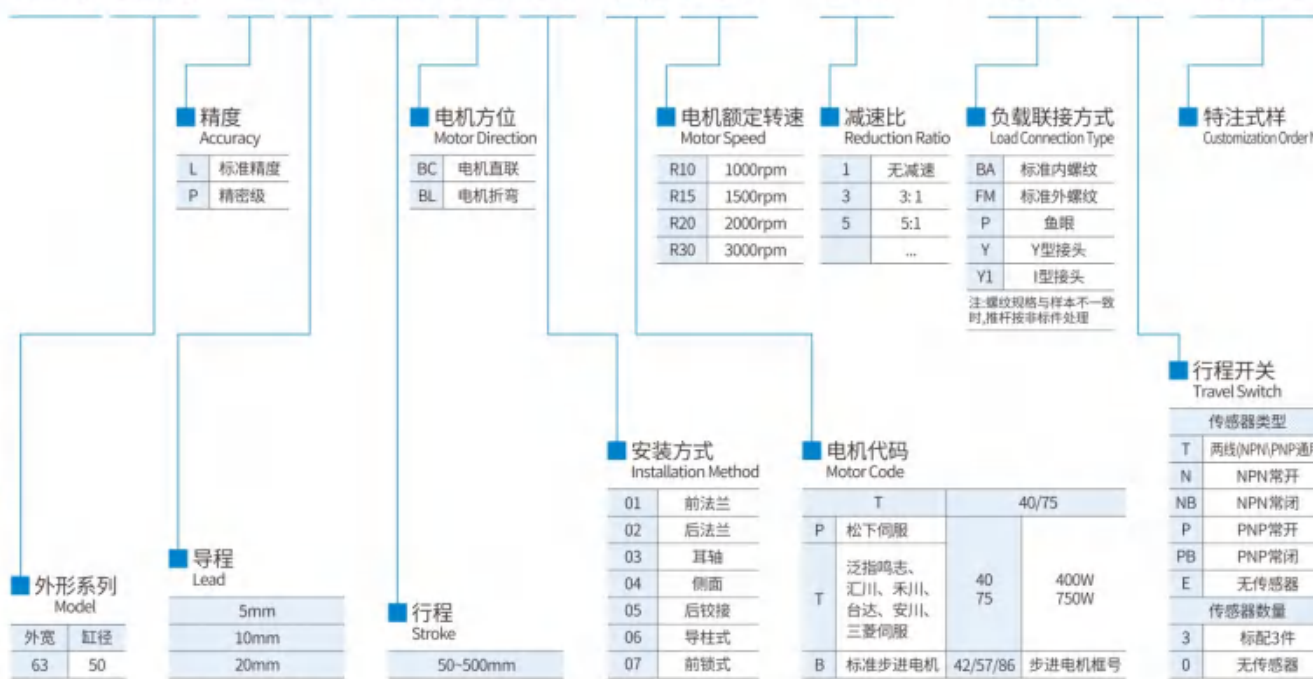 精度
Accuracy
L 标准精度
P 精密级
电机方位
Motor Direction
BC 电机直联
BL 电机折弯
电机额定转速
Motor Speed
R10 1000rpm
R15 1500rpm
R20 2000rpm
R30 3000rpm
减速比
Reduction Ratio
1 无减速
3 3:1
5 5:1
...
负载联接方式
Load Connection Type
BA 标准内螺纹
FM 标准外螺纹
P 鱼眼
Y Y型接头
Y1 I型接头
注:螺纹规格与样本不一致
时,推杆按非标件处理
特注式样
Customization Order
行程开关
Travel Switch
传感器类型
T 两线(NPN\PNP通用
N NPN常开
NB NPN常闭
P PNP常开
PB PNP常闭
E 无传感器
传感器数量
3 标配3件
0 无传感器
安装方式
Installation Method
01 前法兰
02 后法兰
03 耳轴
04 侧面
05 后铰接
06 导柱式
07 前锁式
电机代码
Motor Code
T 40/75
P 松下伺服
T 泛指鸣志、
汇川、禾川、
台达、安川、
三菱伺服
40 400W
75 750W
B 标准步进电机 42/57/86 步进电机框号
导程
Lead
5mm
10mm
20mm
外形系列
Model
外宽 缸径
63 50
行程
Stroke
50~500mm